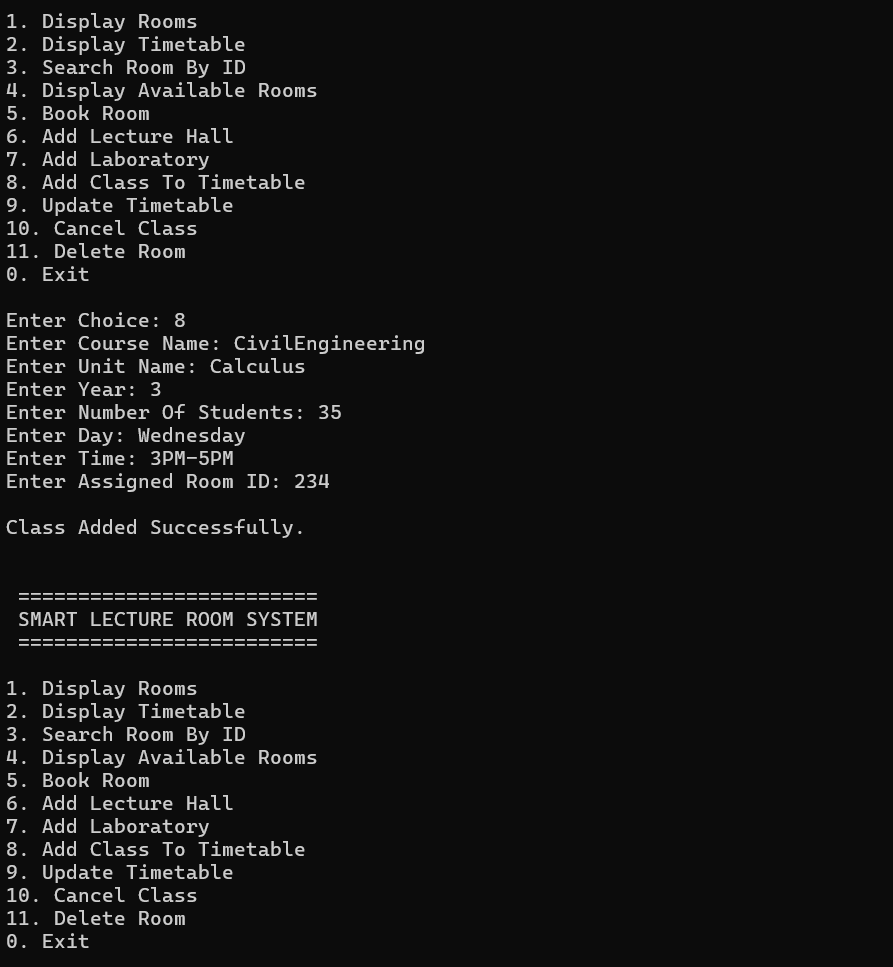 1. Display Rooms
2. Display Timetable
3. Search Room By ID
4. Display Available Rooms
5. Book Room
6. Add Lecture Hall
7. Add Laboratory
8. Add Class To Timetable
9. Update Timetable
10. Cancel Class
11. Delete Room
0. Exit
Enter Choice: 8
Enter Course Name: CivilEngineering
Enter Unit Name: Calculus
Enter Year: 3
Enter Number Of Students: 35
Enter Day: Wednesday
Enter Time: 3PM-5PM
Enter Assigned Room ID: 234
Class Added Successfully.
=========================
SMART LECTURE ROOM SYSTEM
=========================
1. Display Rooms
2. Display Timetable
3. Search Room By ID
4. Display Available Rooms
5. Book Room
6. Add Lecture Hall
7. Add Laboratory
8. Add Class To Timetable
9. Update Timetable
10. Cancel Class
11. Delete Room
0. Exit